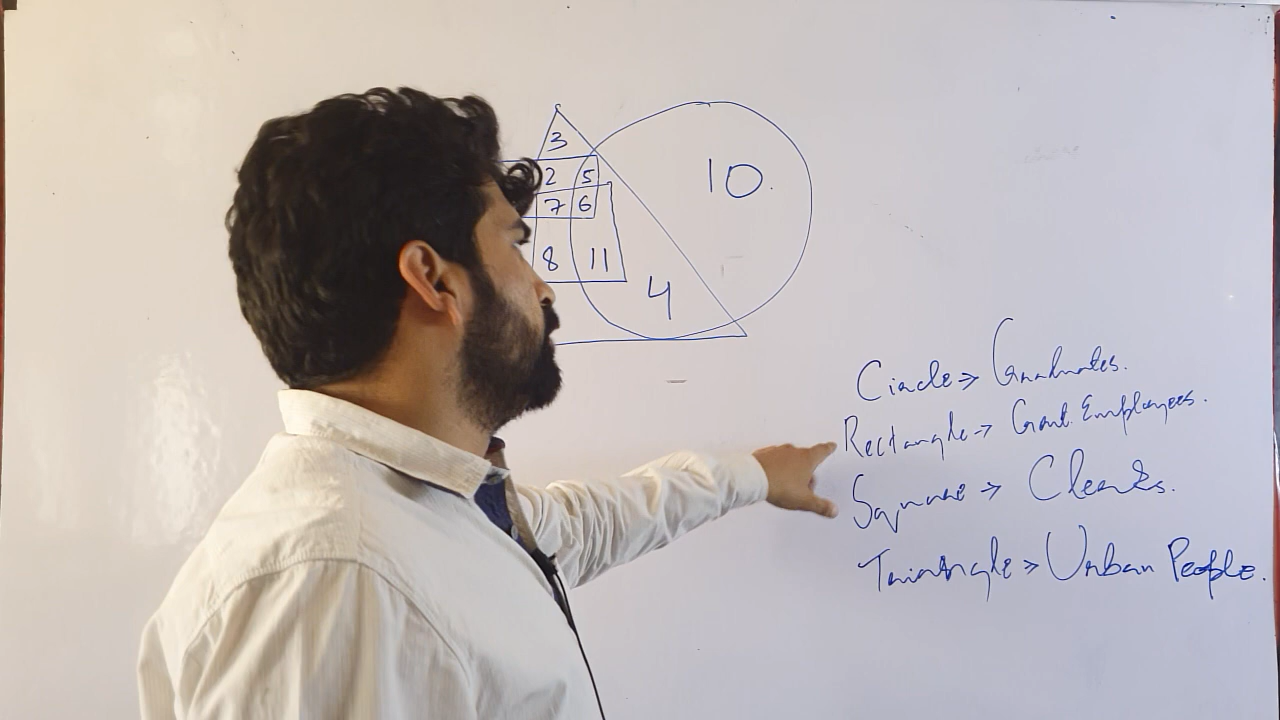 3
2 5
7 6
8 11
4
10.
Circle → Graduates.
Rectangle → Govt. Employees.
Square → Clerks.
Triangle → Urban People.